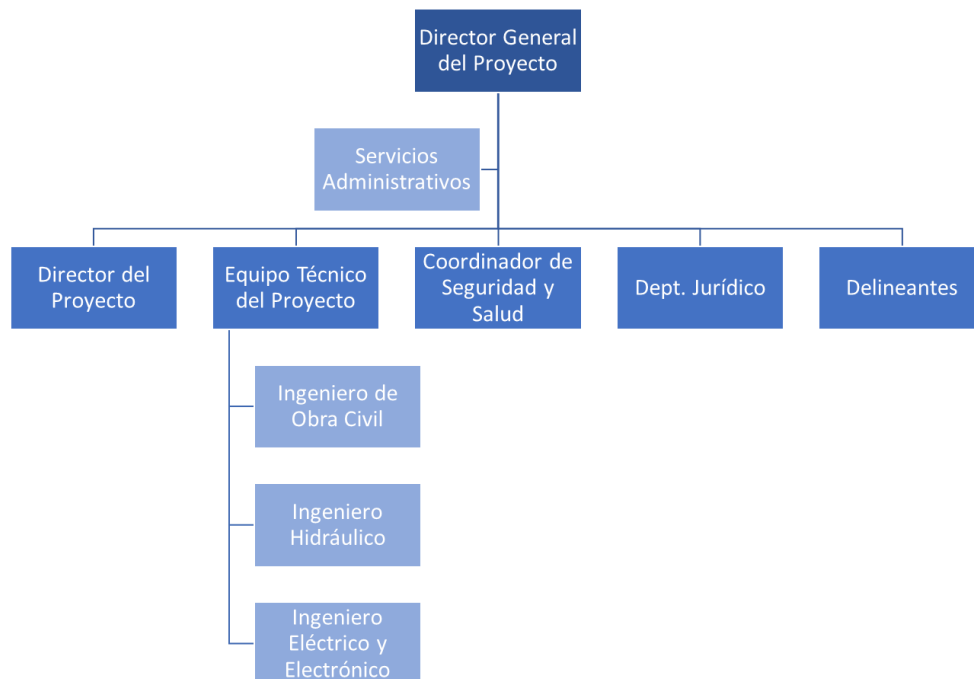 Director General
del Proyecto
Servicios
Administrativos
Director del
Proyecto
Equipo Técnico
del Proyecto
Coordinador de
Seguridad y
Salud
Dept. Jurídico
Delineantes
Ingeniero de
Obra Civil
Ingeniero
Hidráulico
Ingeniero
Eléctrico y
Electrónico